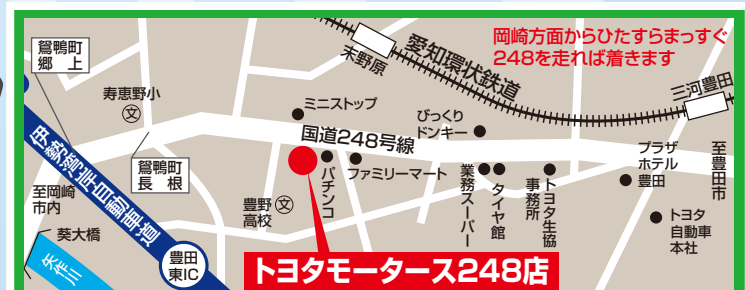 岡崎方面からひたすらまっすぐ
248を走れば着きます
鴛鴨町
郷上
寿恵野小
文
鴛鴨町
長根
伊勢湾岸自動車道
至岡崎
市内
葵大橋
矢作川
豊田
東IC
末野原
愛知環状鉄道
三河豊田
ミニストップ
国道248号線
びっくり
ドンキー
パチンコ
ファミリーマート
豊野
高校
文
業務スーパー
タイヤ館
トヨタ生協
事務所
プラザ
ホテル
豊田
至豊田市
トヨタ
自動車
本社
トヨタモータース248店